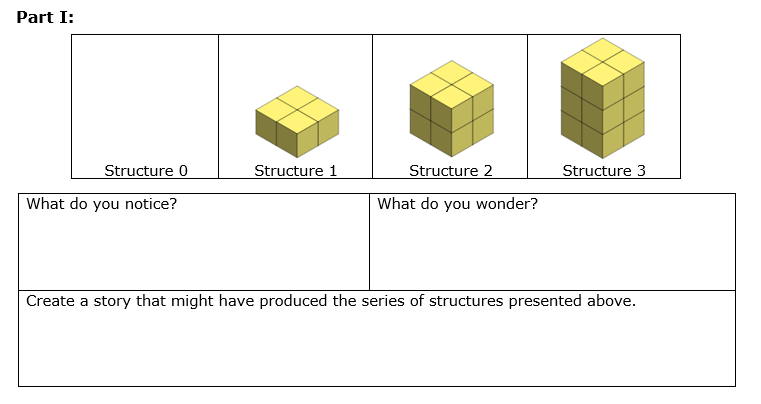 Part I:
Structure 0
Structure 1
Structure 2
Structure 3
What do you notice?
What do you wonder?
Create a story that might have produced the series of structures presented above.